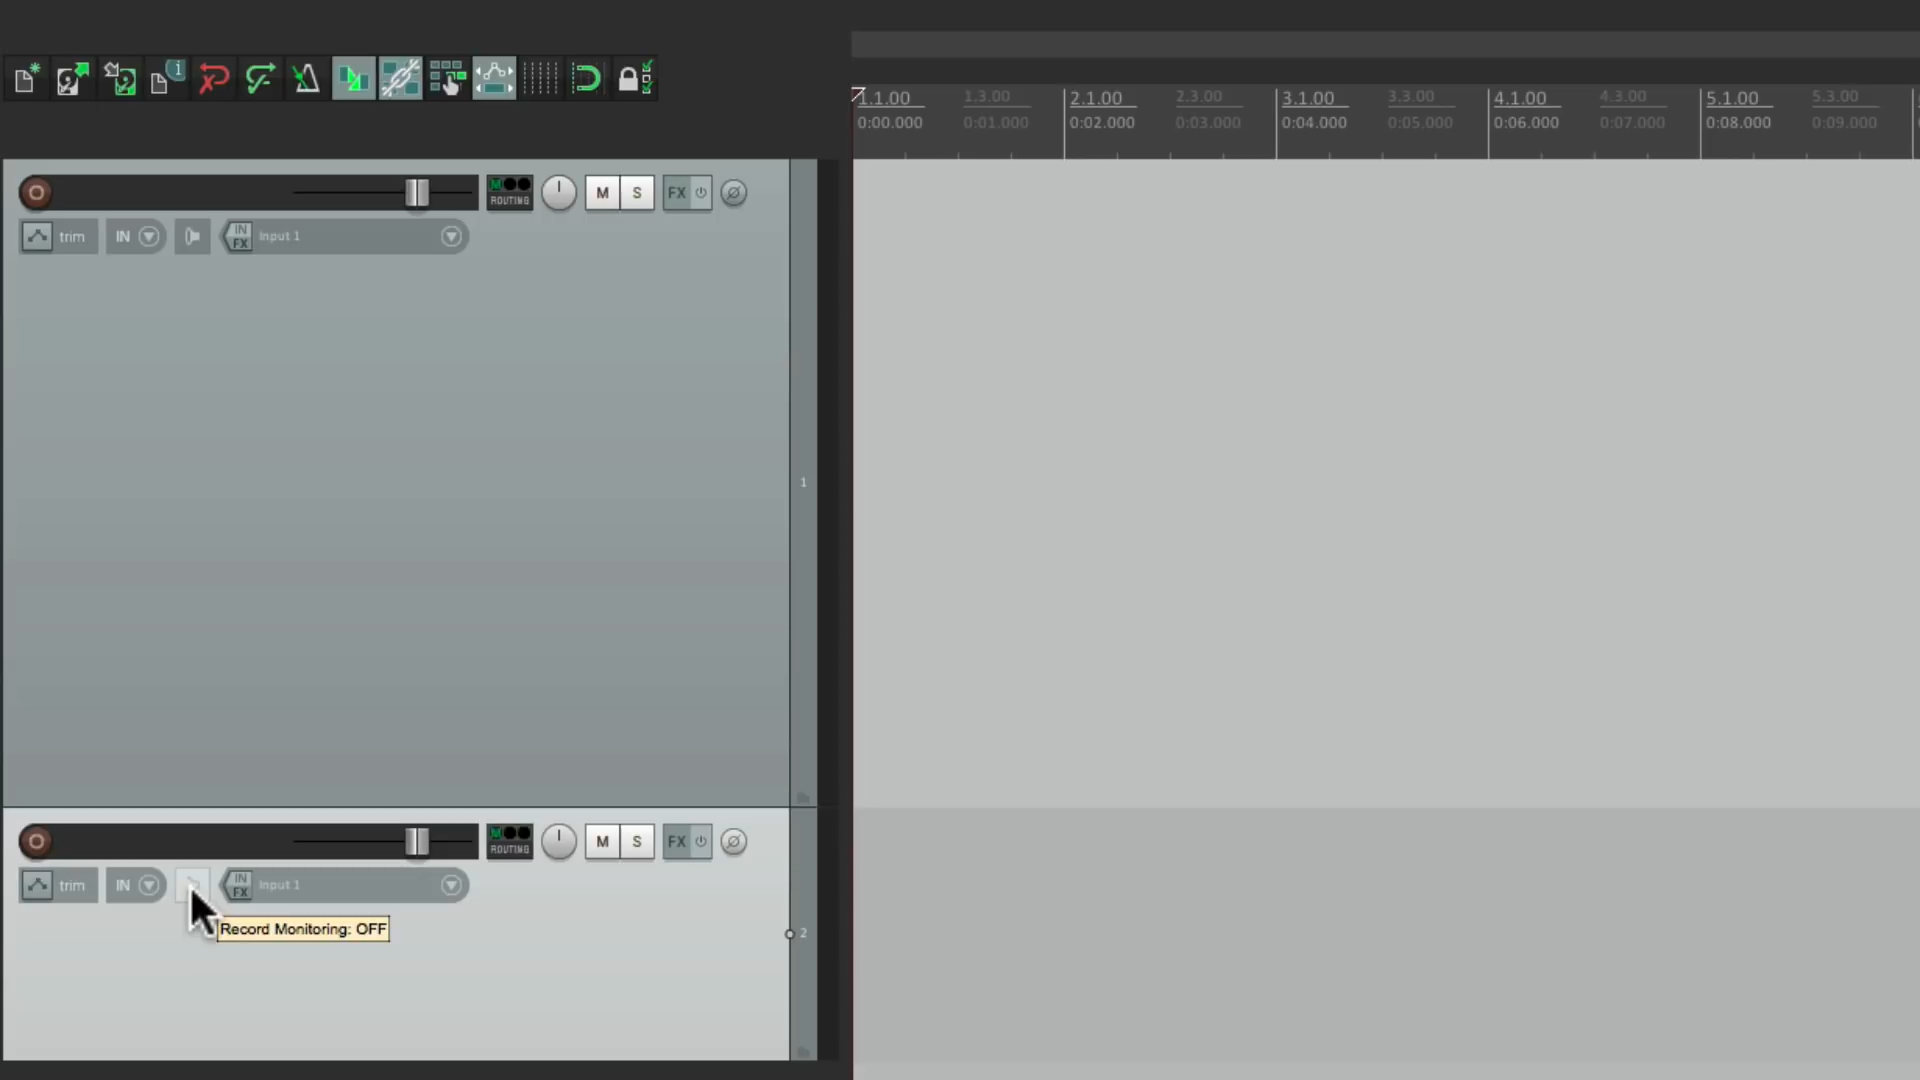 1.1.00 1.3.00 2.1.00 2.3.00 3.1.00 3.3.00 4.1.00 4.3.00 5.1.00 5.3.00
0:00.000 0:01.000 0:02.000 0:03.000 0:04.000 0:05.000 0:06.000 0:07.000 0:08.000 0:09.000
M ROUTING M S FX
trim IN IN FX Input 1
1
M ROUTING M S FX
trim IN IN FX Input 1
Record Monitoring: OFF
2